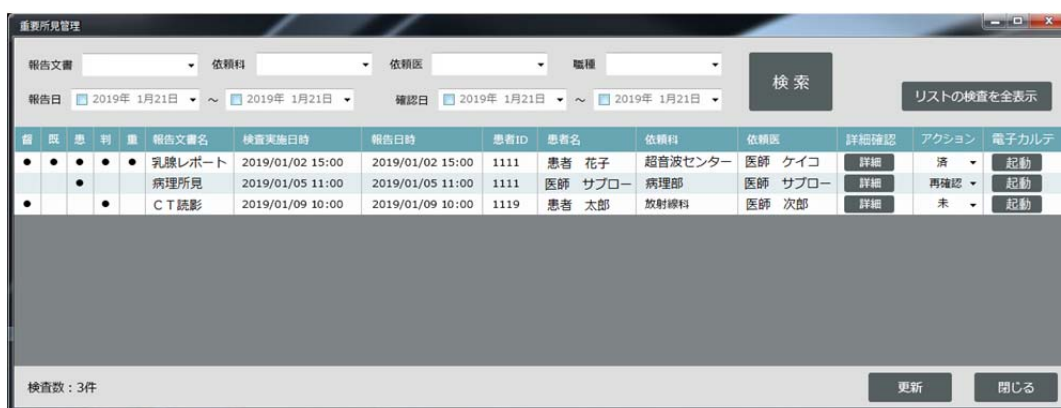 重要所見管理
報告文書 依頼科 依頼医 職種
検索
報告日 2019年 1月21日 ～ 2019年 1月21日 確認日 2019年 1月21日 ～ 2019年 1月21日
リストの検査を全表示
督 既 患 判 重 報告文書名 検査実施日時 報告日時 患者ID 患者名 依頼科 依頼医 詳細確認 アクション 電子カルテ
● ● ● ● ● 乳腺レポート 2019/01/02 15:00 2019/01/02 15:00 1111 患者 花子 超音波センター 医師 ケイコ 詳細 済 起動
● 病理所見 2019/01/05 11:00 2019/01/05 11:00 1111 医師 サブロー 病理部 医師 サブロー 詳細 再確認 起動
● ● CT読影 2019/01/09 10:00 2019/01/09 10:00 1119 患者 太郎 放射線科 医師 次郎 詳細 未 起動
検査数：3件
更新 閉じる